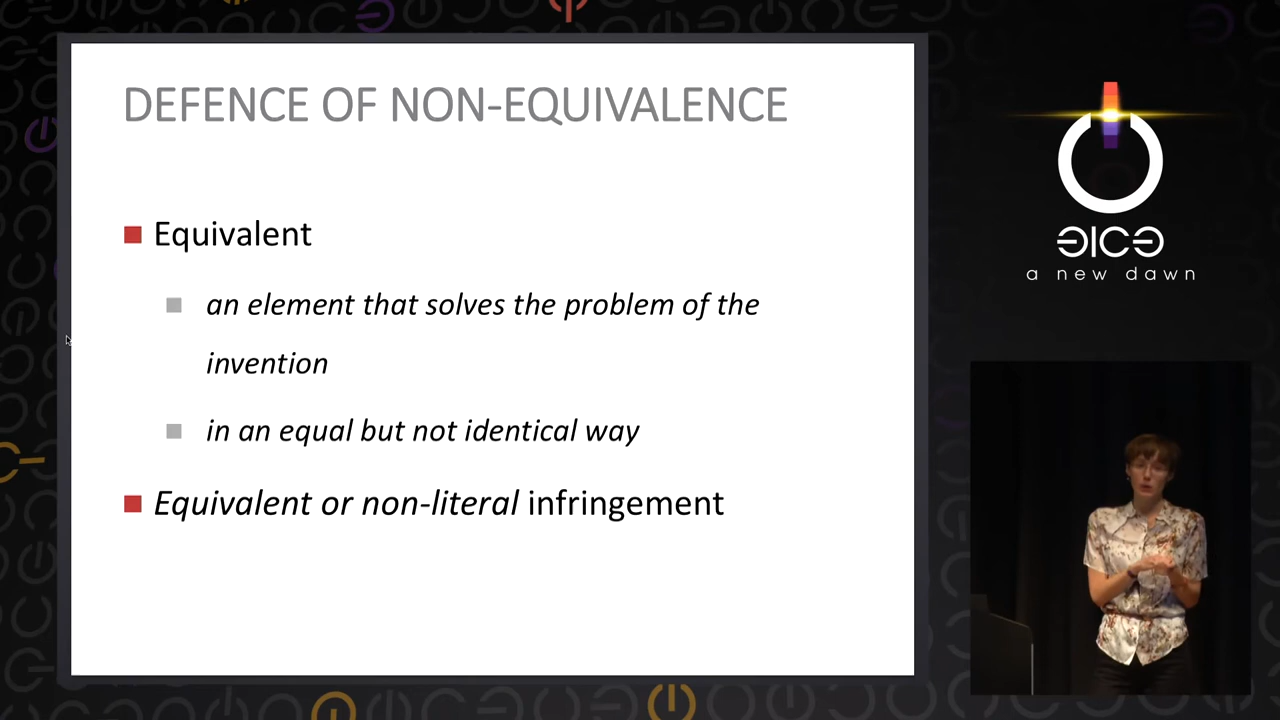 DEFENCE OF NON-EQUIVALENCE
Equivalent
an element that solves the problem of the
invention
in an equal but not identical way
Equivalent or non-literal infringement
ƎICƎ
a new dawn